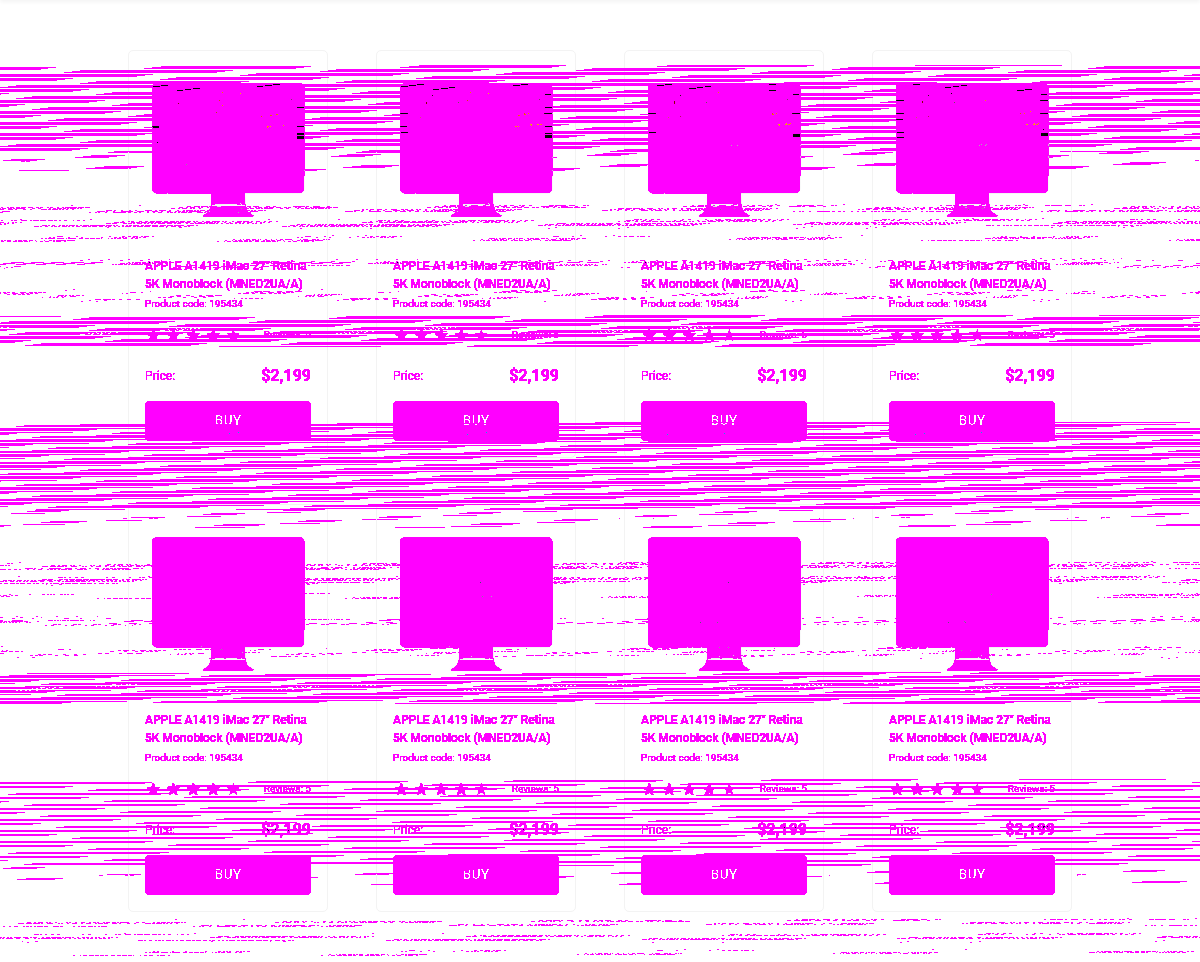 APPLE A1419 iMac 27" Retina
5K Monoblock (MNED2UA/A)
Product code: 195434
Price: $2,199
BUY
APPLE A1419 iMac 27" Retina
5K Monoblock (MNED2UA/A)
Product code: 195434
Price: $2,199
BUY
APPLE A1419 iMac 27" Retina
5K Monoblock (MNED2UA/A)
Product code: 195434
Price: $2,199
BUY
APPLE A1419 iMac 27" Retina
5K Monoblock (MNED2UA/A)
Product code: 195434
Price: $2,199
BUY
APPLE A1419 iMac 27" Retina
5K Monoblock (MNED2UA/A)
Product code: 195434
Reviews: 5
Price: $2,199
BUY
APPLE A1419 iMac 27" Retina
5K Monoblock (MNED2UA/A)
Product code: 195434
Reviews: 5
Price: $2,199
BUY
APPLE A1419 iMac 27" Retina
5K Monoblock (MNED2UA/A)
Product code: 195434
Reviews: 5
Price: $2,199
BUY
APPLE A1419 iMac 27" Retina
5K Monoblock (MNED2UA/A)
Product code: 195434
Reviews: 5
Price: $2,199
BUY